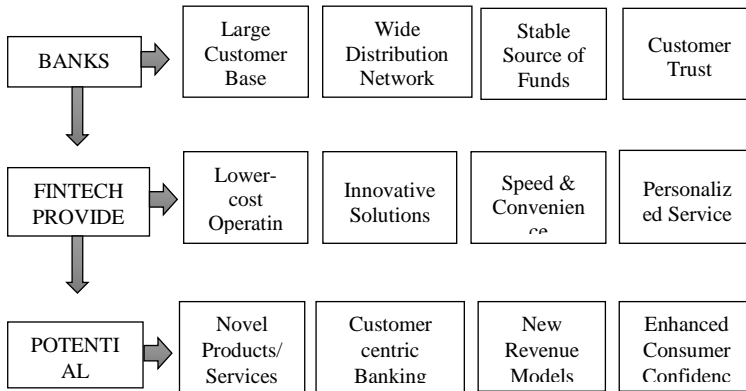 BANKS
Large
Customer
Base
Wide
Distribution
Network
Stable
Source of
Funds
Customer
Trust
FINTECH
PROVIDE
Lower-
cost
Operatin
Innovative
Solutions
Speed &
Convenien
ce
Personaliz
ed Service
POTENTI
AL
Novel
Products/
Services
Customer
centric
Banking
New
Revenue
Models
Enhanced
Consumer
Confidenc